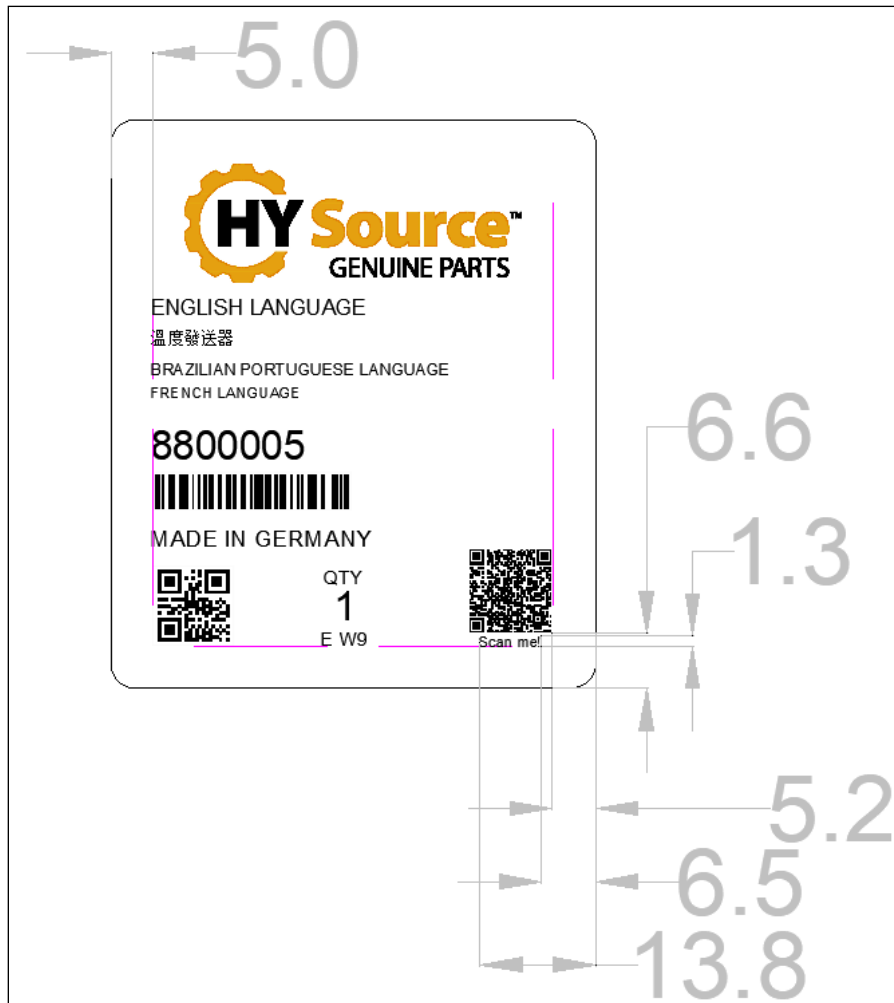 5.0
HY Source™
GENUINE PARTS
ENGLISH LANGUAGE
溫度發送器
BRAZILIAN PORTUGUESE LANGUAGE
FRENCH LANGUAGE
6.6
8800005
1.3
MADE IN GERMANY
QTY
1
E W9
Scan me!
5.2
6.5
13.8